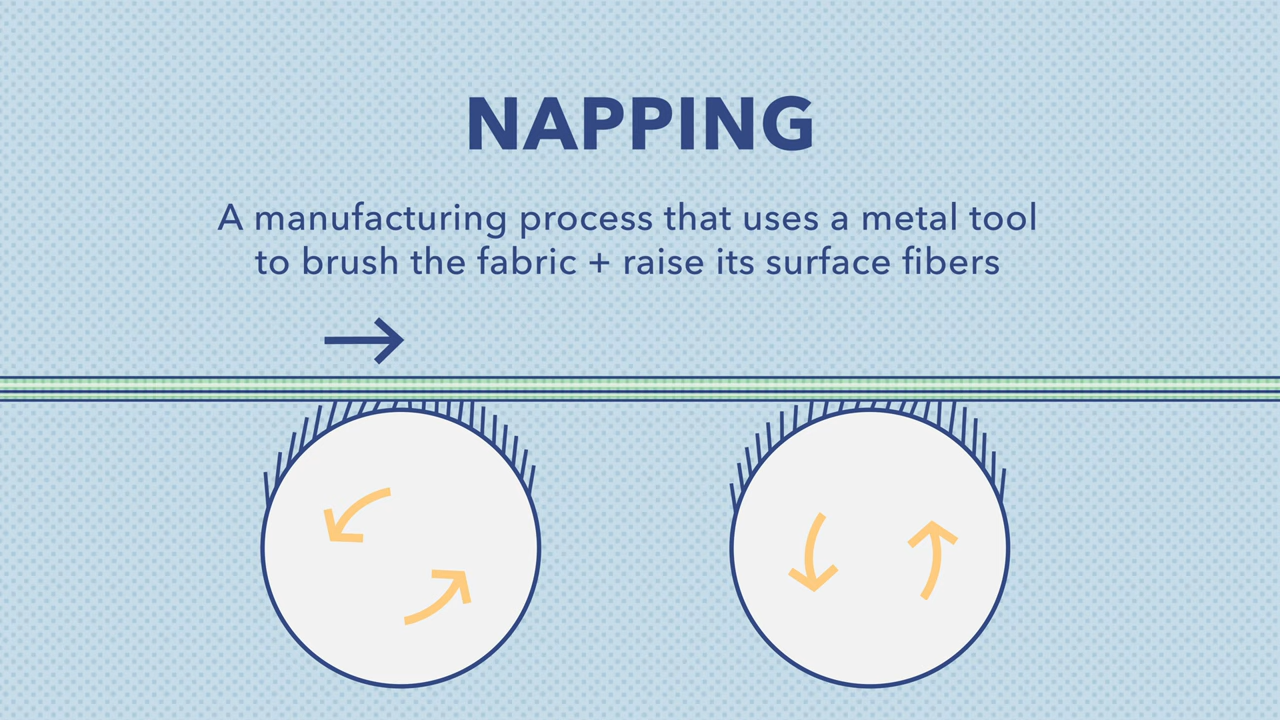 NAPPING
A manufacturing process that uses a metal tool
to brush the fabric + raise its surface fibers